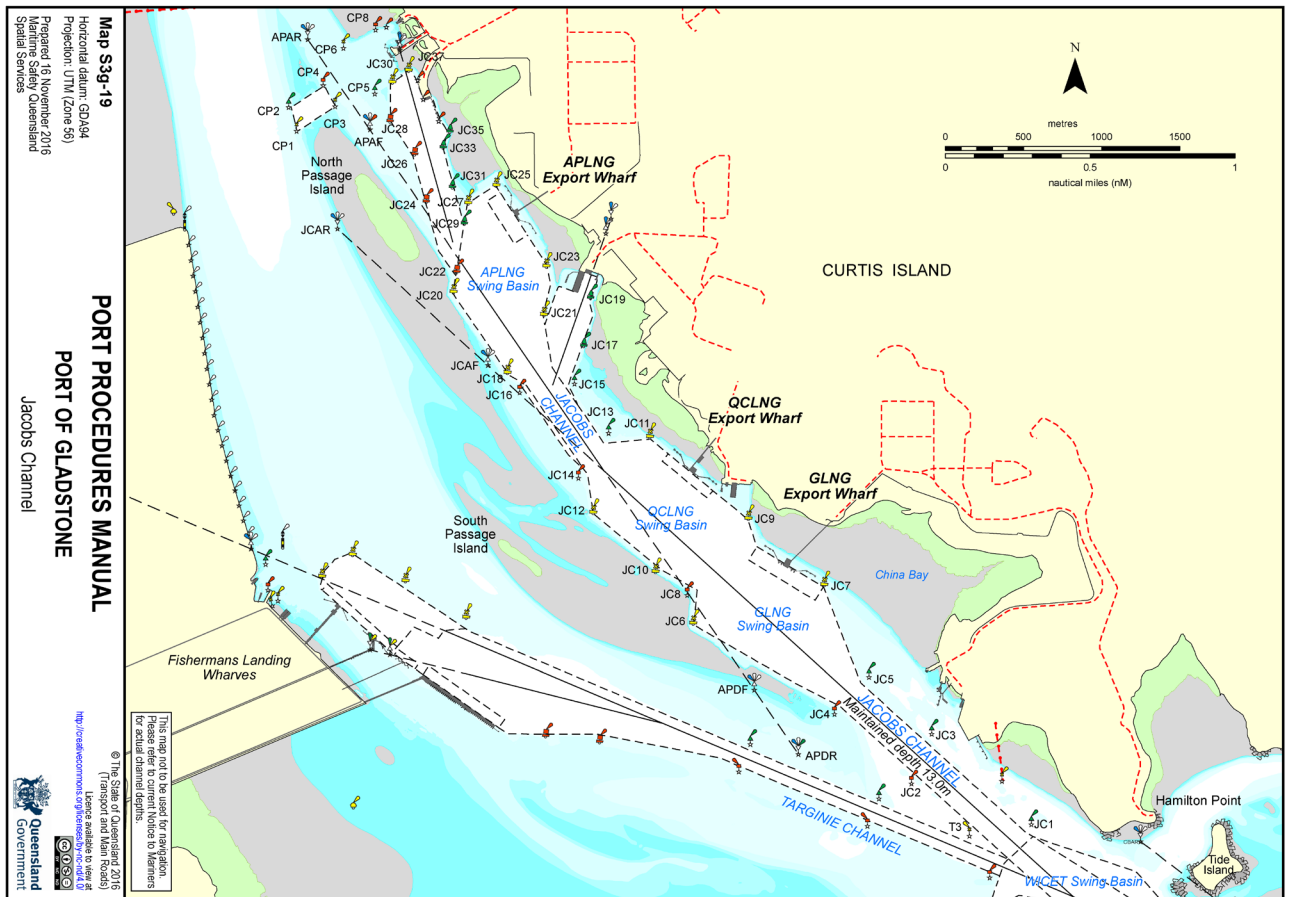 Map S3g-19
Horizontal datum: GDA94
Projection: UTM (Zone 56)
Prepared 16 November 2016
Maritime Safety Queensland
Spatial Services
PORT PROCEDURES MANUAL
PORT OF GLADSTONE
Jacobs Channel
This map not to be used for navigation.
Please refer to current Notice to Mariners
for actual channel depths.
© The State of Queensland 2016
(Transport and Main Roads)
Licence available to view at
http://creativecommons.org/licenses/by-nc-nd/4.0/
Queensland
Government
N
metres
0 500 1000 1500
0 0.5 1
nautical miles (nM)
CP8
APAR
CP6
JC37
JC30
CP4
CP5
CP2
CP3
CP1
APAF
JC28
JC35
JC33
JC26
North
Passage
Island
APLNG
Export Wharf
JC31
JC25
JC24
JC27
JC29
JCAR
JC23
JC22
APLNG
Swing Basin
CURTIS ISLAND
JC20
JC19
JC21
JC17
JCAF
JC18
JC15
JC16
JACOBS
CHANNEL
JC13
JC11
QCLNG
Export Wharf
JC14
GLNG
Export Wharf
JC12
QCLNG
Swing Basin
JC9
South
Passage
Island
JC10
China Bay
JC7
JC8
JC6
GLNG
Swing Basin
Fishermans Landing
Wharves
JC5
APDF
JC4
JACOBS CHANNEL
Maintained depth 13.0m
JC3
APDR
JC2
TARGINIE CHANNEL
Hamilton Point
T3
JC1
Tide
Island
WICET Swing Basin